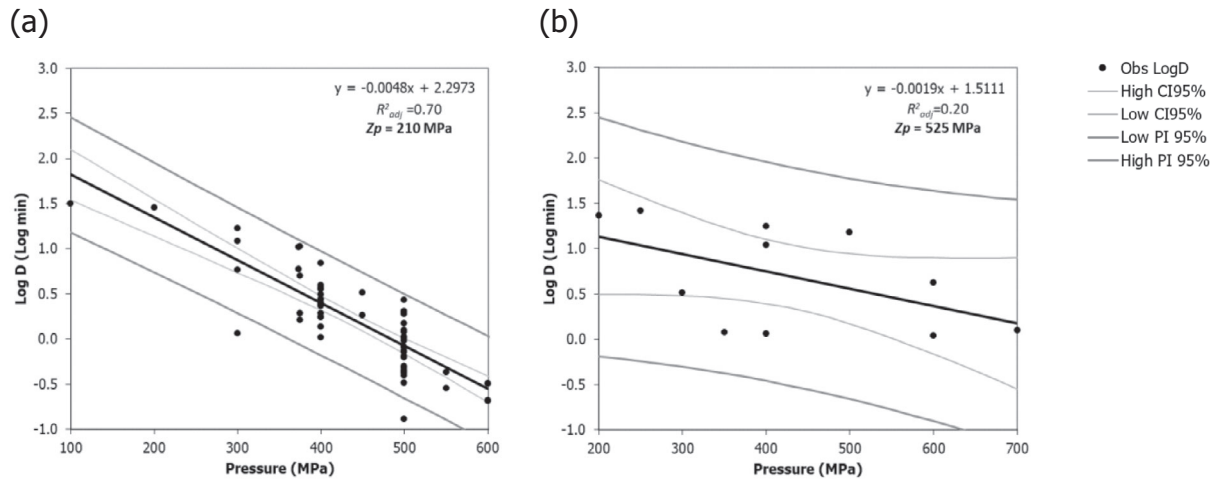 (a)
(b)
y = -0.0048x + 2.2973
R²adj =0.70
Zp = 210 MPa
3.0
2.5
2.0
1.5
1.0
0.5
0.0
-0.5
-1.0
Log D (Log min)
100 200 300 400 500 600
Pressure (MPa)
y = -0.0019x + 1.5111
R²adj =0.20
Zp = 525 MPa
3.0
2.5
2.0
1.5
1.0
0.5
0.0
-0.5
-1.0
Log D (Log min)
200 300 400 500 600 700
Pressure (MPa)
Obs LogD
High CI95%
Low CI95%
Low PI 95%
High PI 95%